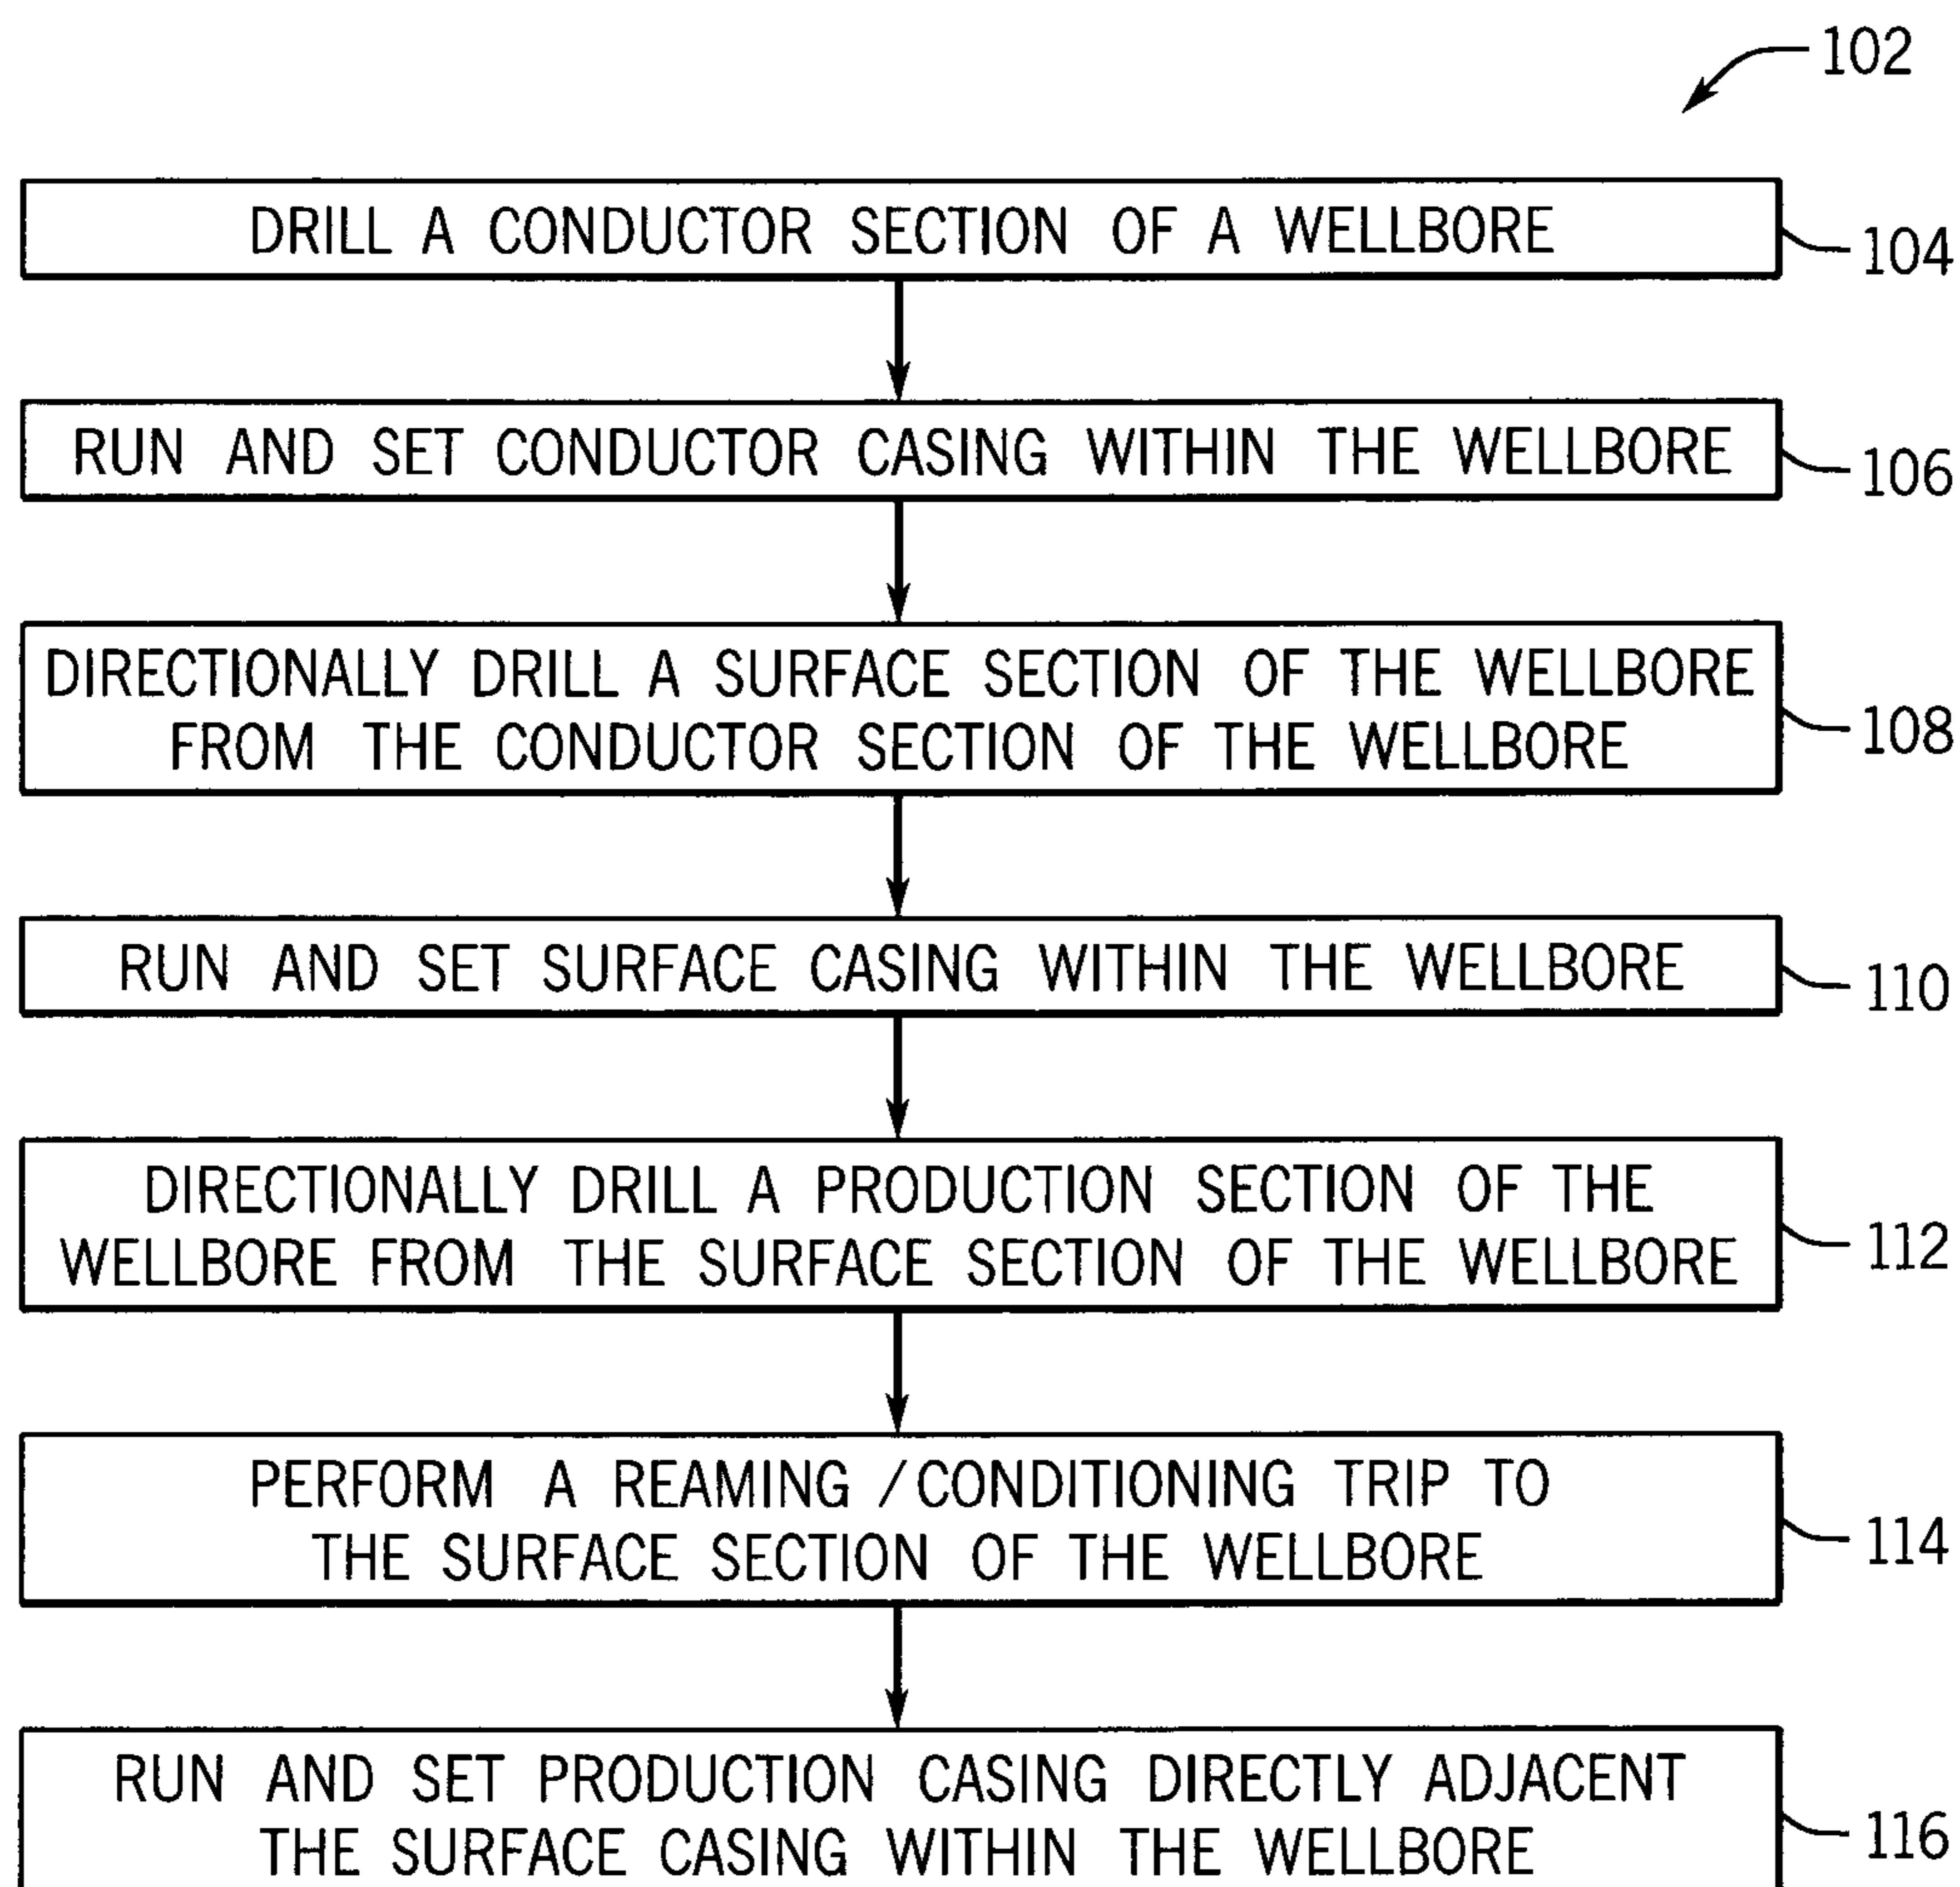 102
DRILL A CONDUCTOR SECTION OF A WELLBORE
104
RUN AND SET CONDUCTOR CASING WITHIN THE WELLBORE
106
DIRECTIONALLY DRILL A SURFACE SECTION OF THE WELLBORE
FROM THE CONDUCTOR SECTION OF THE WELLBORE
108
RUN AND SET SURFACE CASING WITHIN THE WELLBORE
110
DIRECTIONALLY DRILL A PRODUCTION SECTION OF THE
WELLBORE FROM THE SURFACE SECTION OF THE WELLBORE
112
PERFORM A REAMING /CONDITIONING TRIP TO
THE SURFACE SECTION OF THE WELLBORE
114
RUN AND SET PRODUCTION CASING DIRECTLY ADJACENT
THE SURFACE CASING WITHIN THE WELLBORE
116